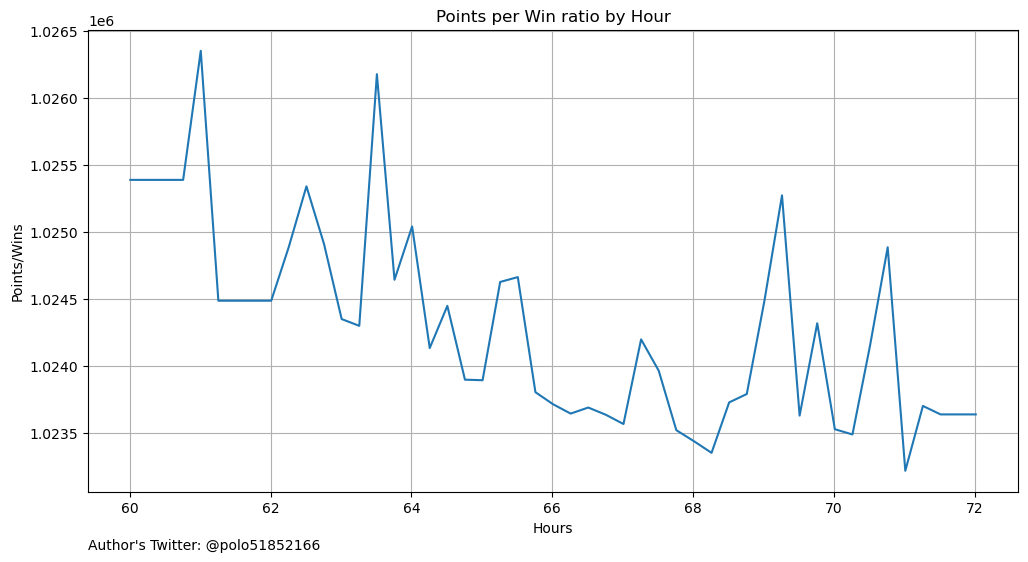 Points per Win ratio by Hour
1e6
1.0265
1.0260
1.0255
1.0250
1.0245
1.0240
1.0235
Points/Wins
60 62 64 66 68 70 72
Hours
Author's Twitter: @polo51852166